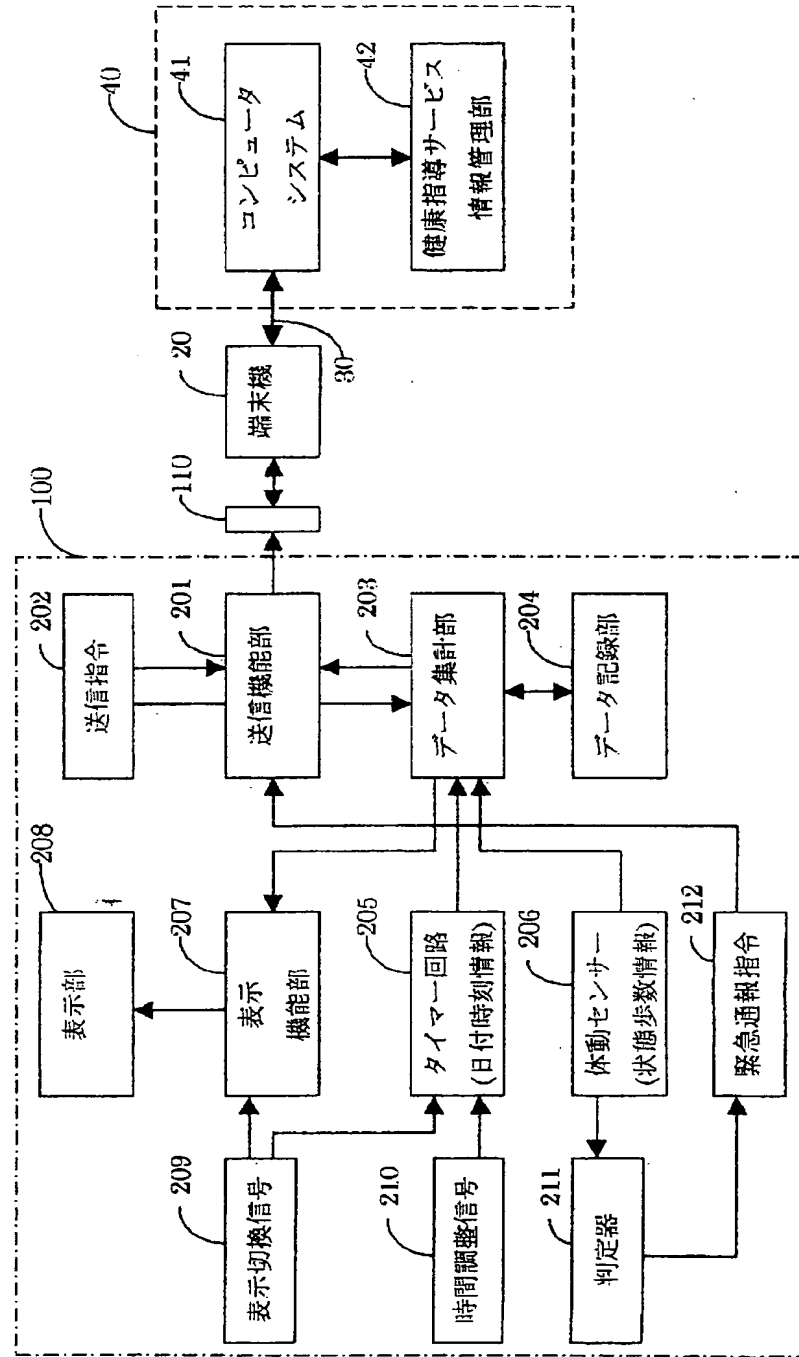 100
202
送信指令
201
送信機能部
203
データ集計部
204
データ記録部
208
表示部
207
表示
機能部
205
タイマー回路
(日付時刻情報)
206
体動センサー
(状態歩数情報)
212
緊急通報指令
209
表示切換信号
210
時間調整信号
211
判定器
110
20
端末機
30
40
41
コンピュータ
システム
42
健康指導サービス
情報管理部